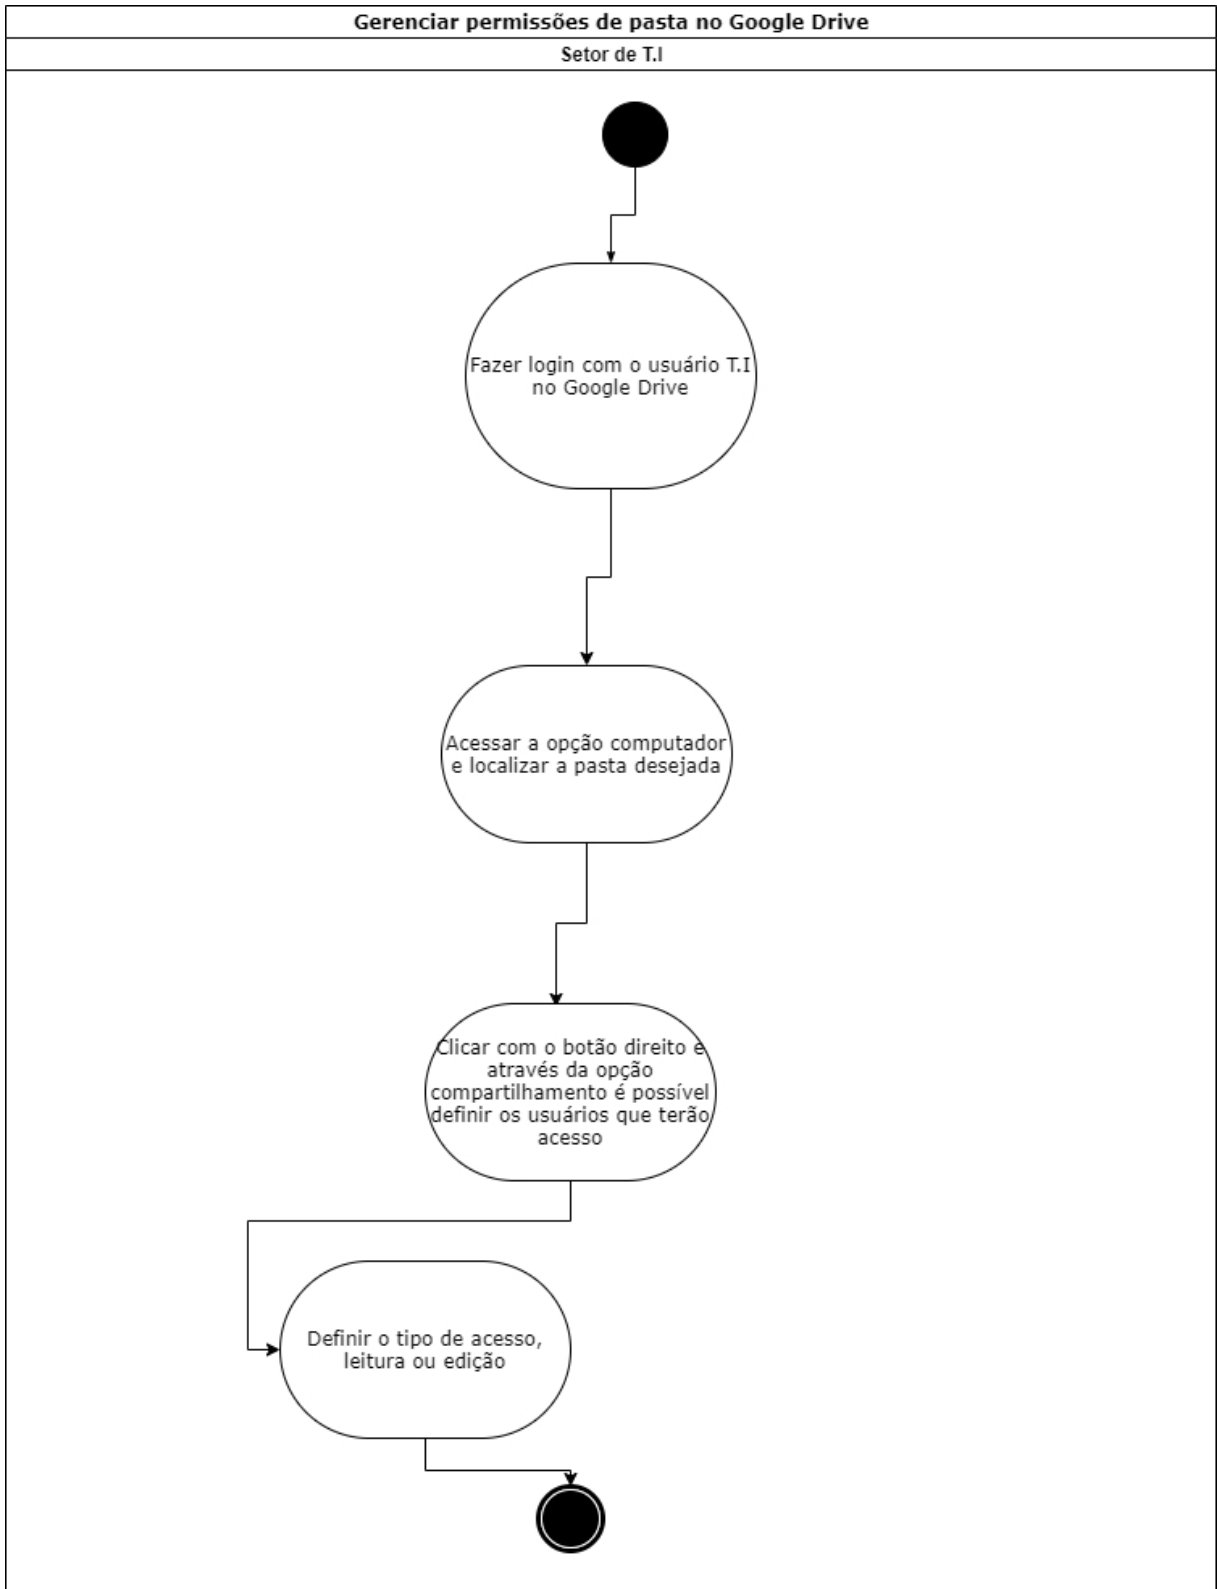 Gerenciar permissões de pasta no Google Drive
Setor de T.I
Fazer login com o usuário T.I
no Google Drive
Acessar a opção computador
e localizar a pasta desejada
Clicar com o botão direito e
através da opção
compartilhamento é possível
definir os usuários que terão
acesso
Definir o tipo de acesso,
leitura ou edição